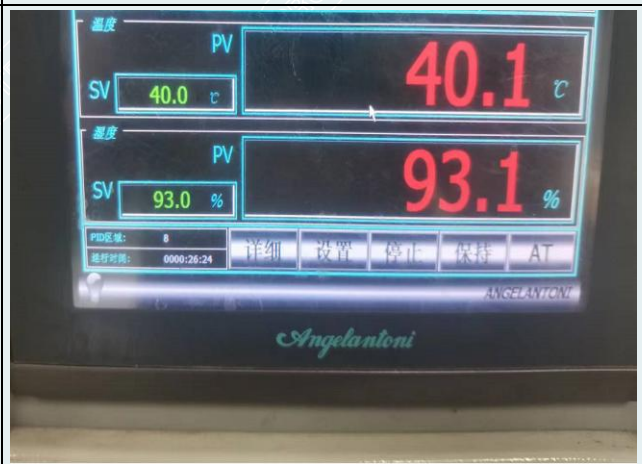 温度
PV
40.1 ℃
SV 40.0 ℃
湿度
PV
93.1 %
SV 93.0 %
PID区域: 8
运行时间: 0000:26:24
详细 设置 停止 保持 AT
ANGELANTONI
Angelantoni